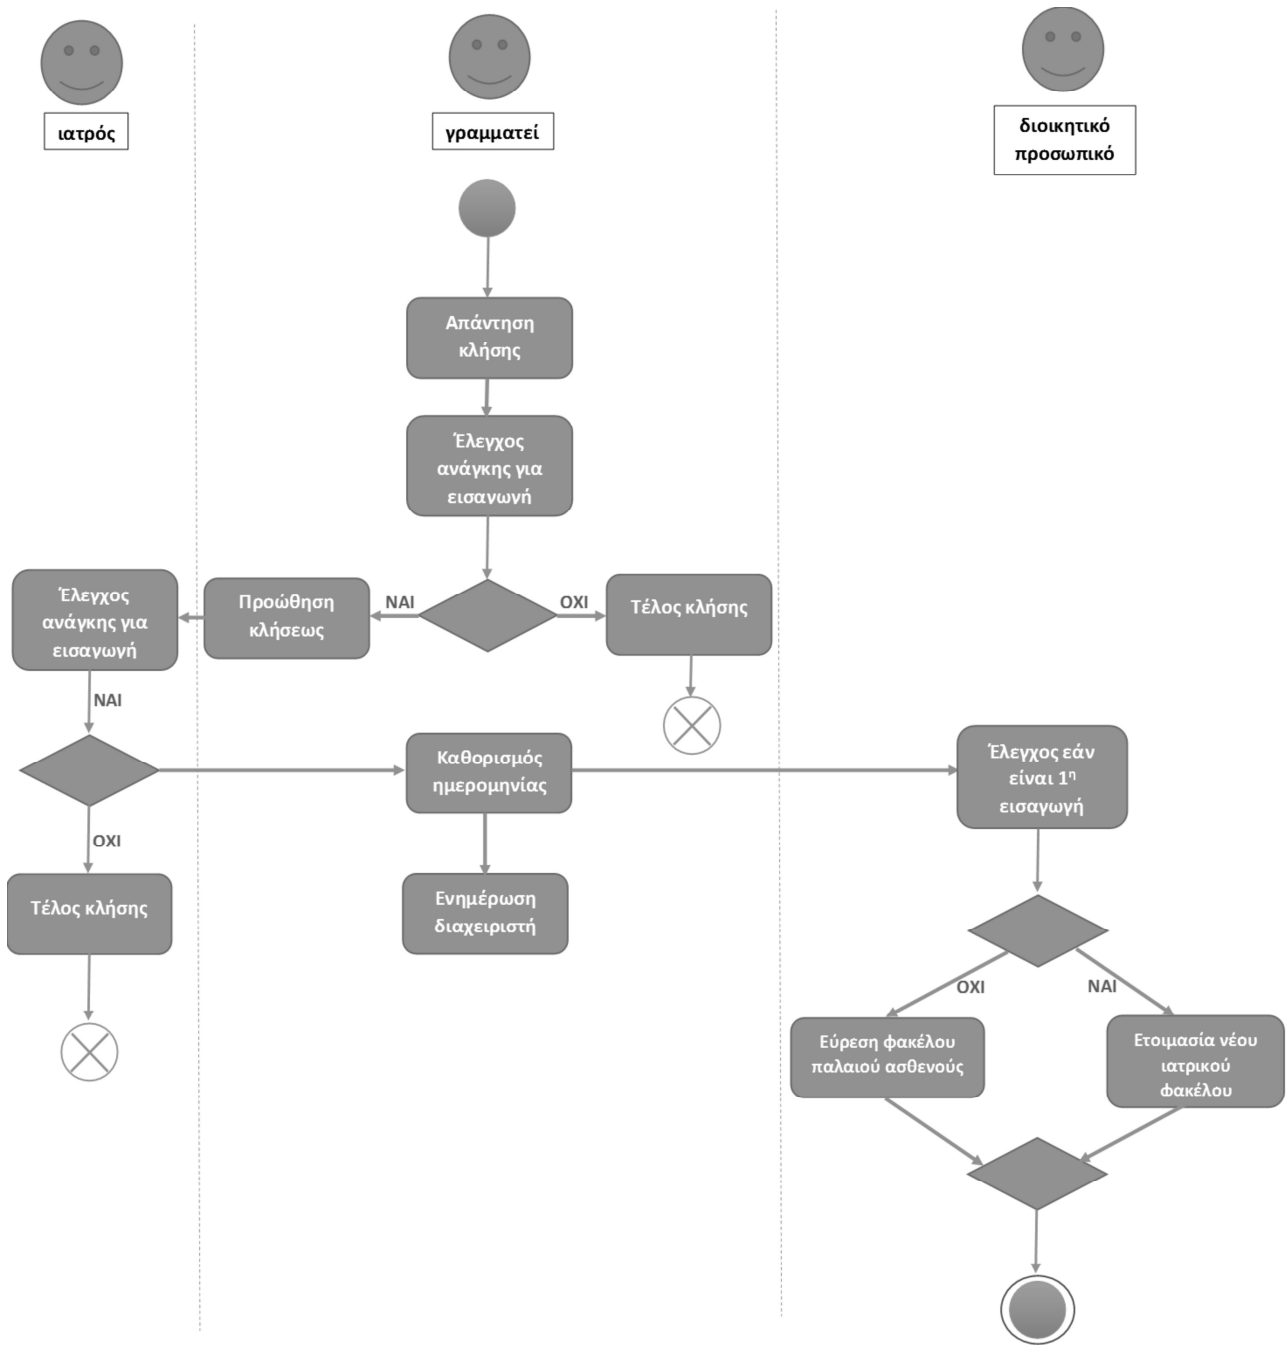 ιατρός
γραμματεί
διοικητικό
προσωπικό
Απάντηση
κλήσης
Έλεγχος
ανάγκης για
εισαγωγή
Έλεγχος
ανάγκης για
εισαγωγή
Προώθηση
κλήσεως
ΝΑΙ
ΟΧΙ
Τέλος κλήσης
ΝΑΙ
Καθορισμός
ημερομηνίας
Έλεγχος εάν
είναι 1η
εισαγωγή
ΟΧΙ
Τέλος κλήσης
Ενημέρωση
διαχειριστή
ΟΧΙ
ΝΑΙ
Εύρεση φακέλου
παλαιού ασθενούς
Ετοιμασία νέου
ιατρικού
φακέλου